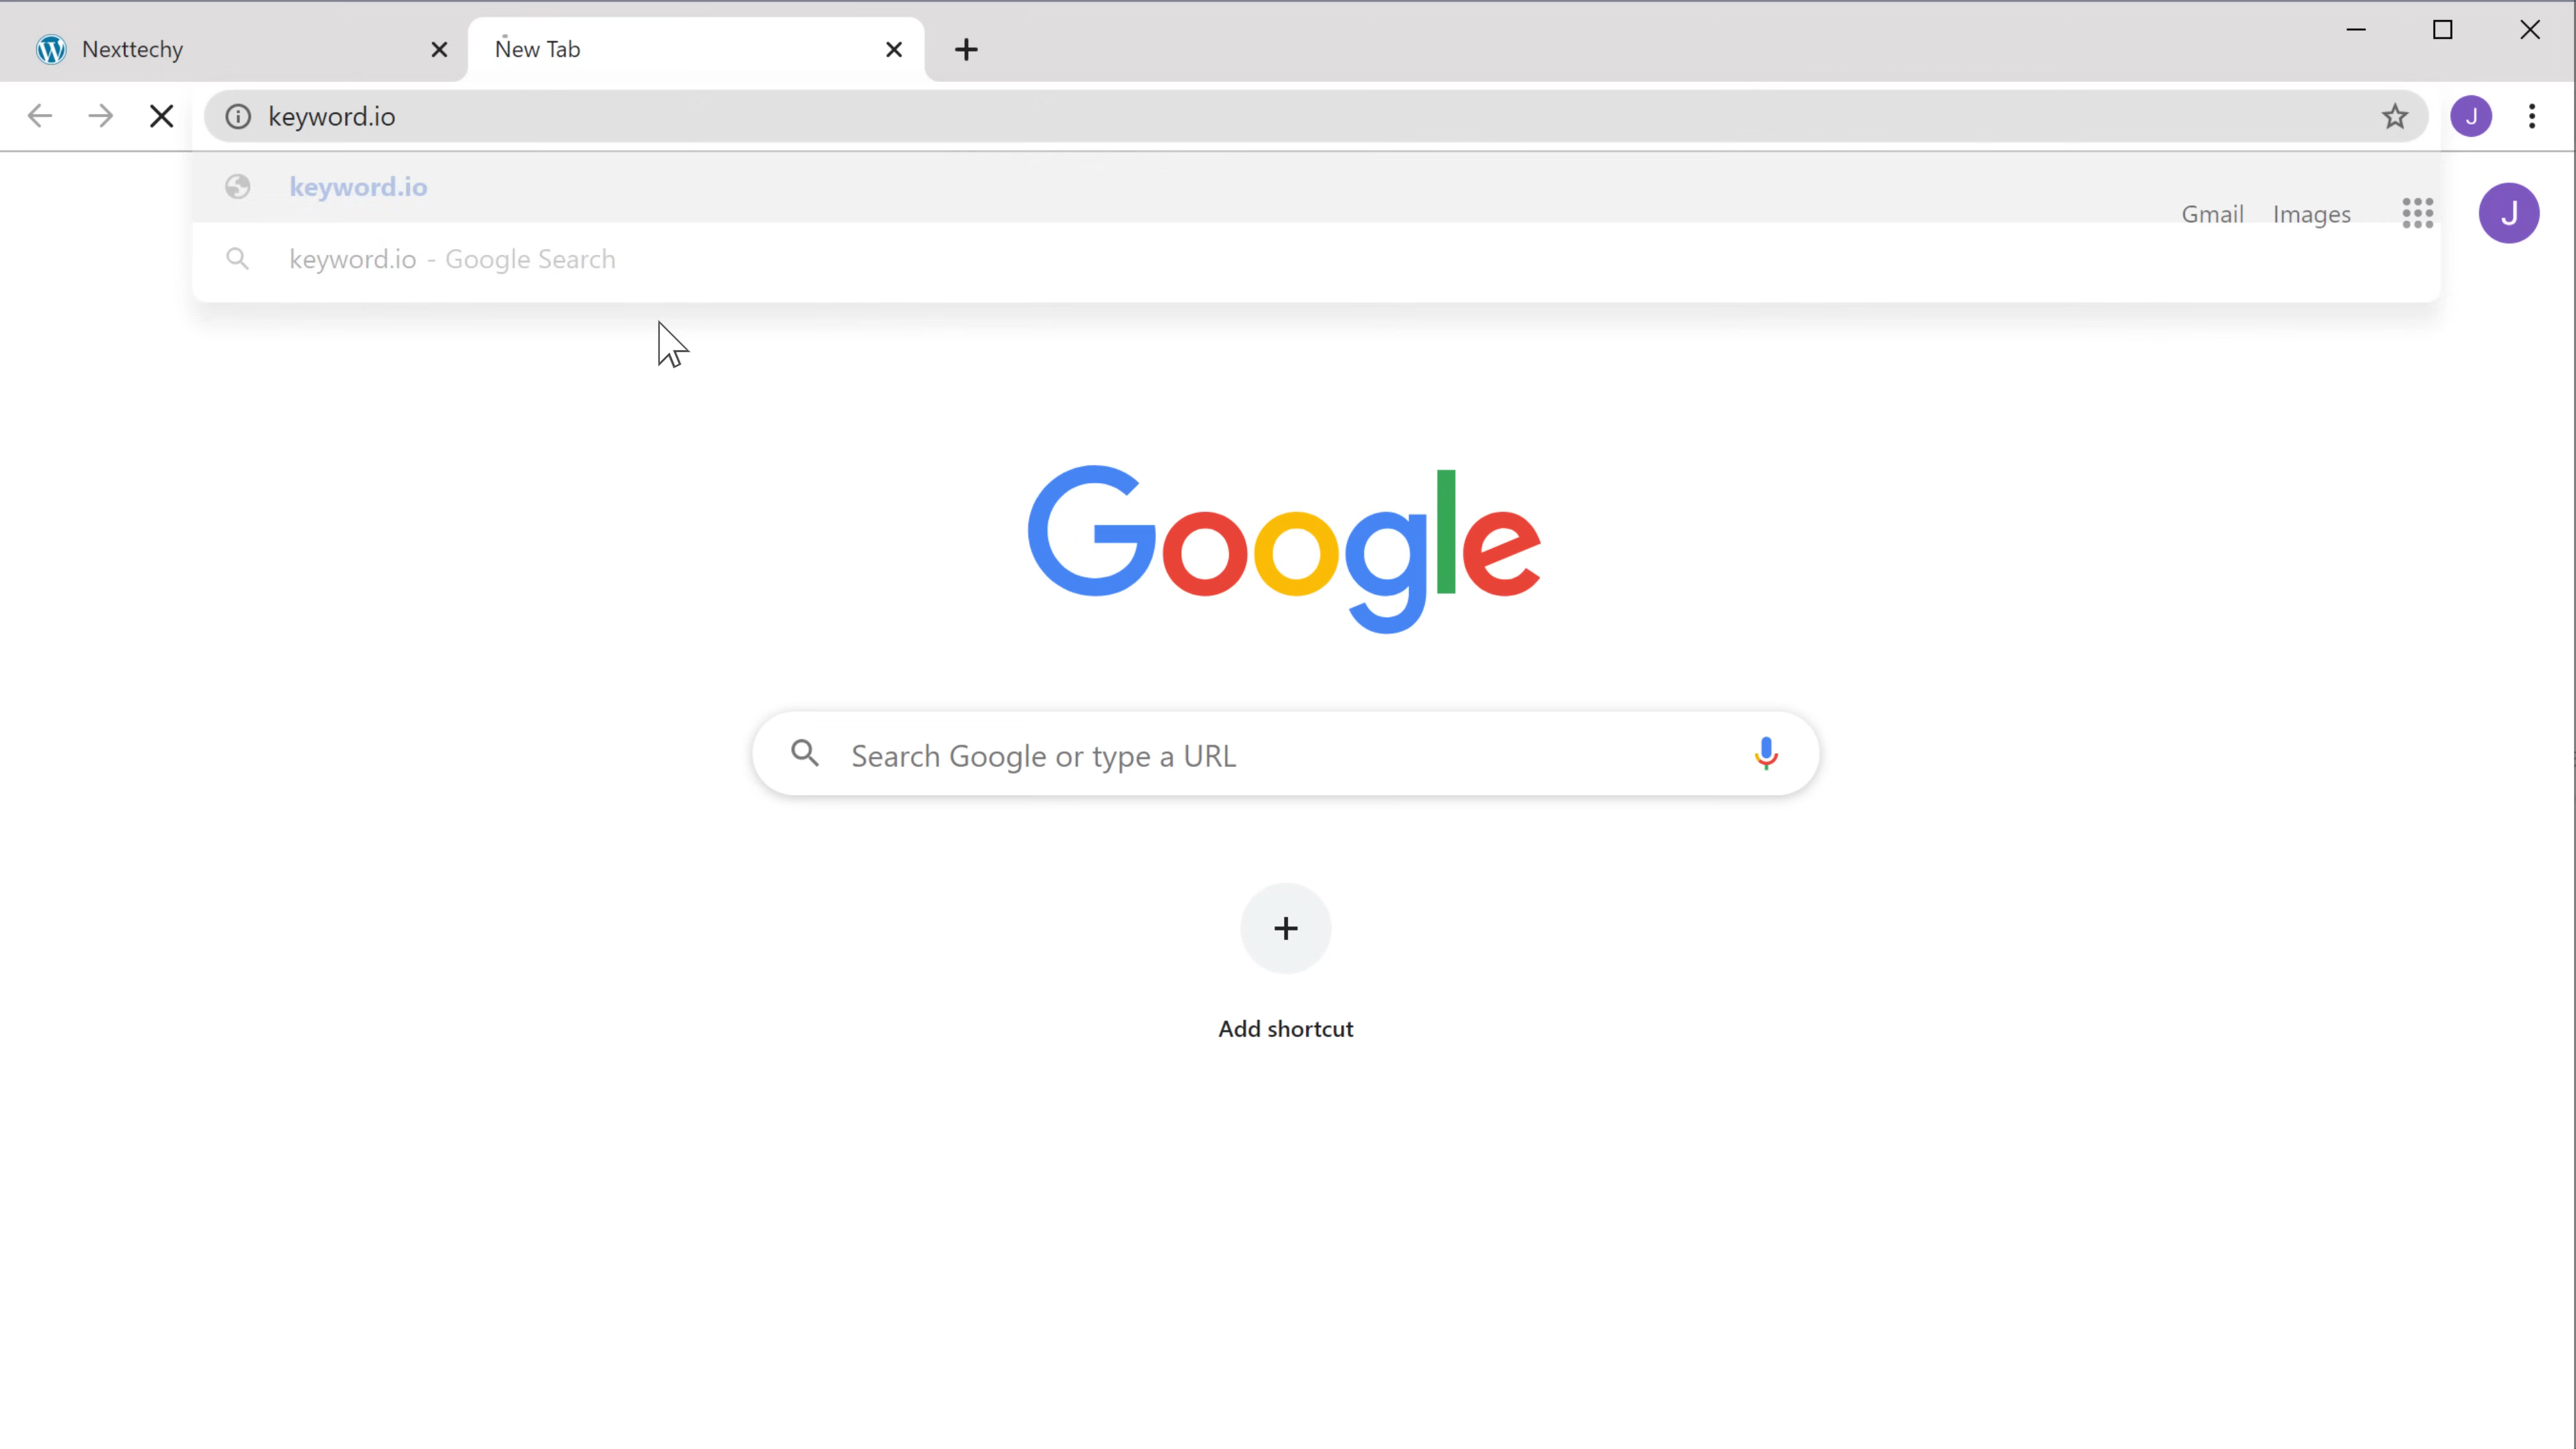 Nexttechy
New Tab
keyword.io
J
keyword.io
Gmail Images
J
keyword.io - Google Search
Google
Search Google or type a URL
Add shortcut